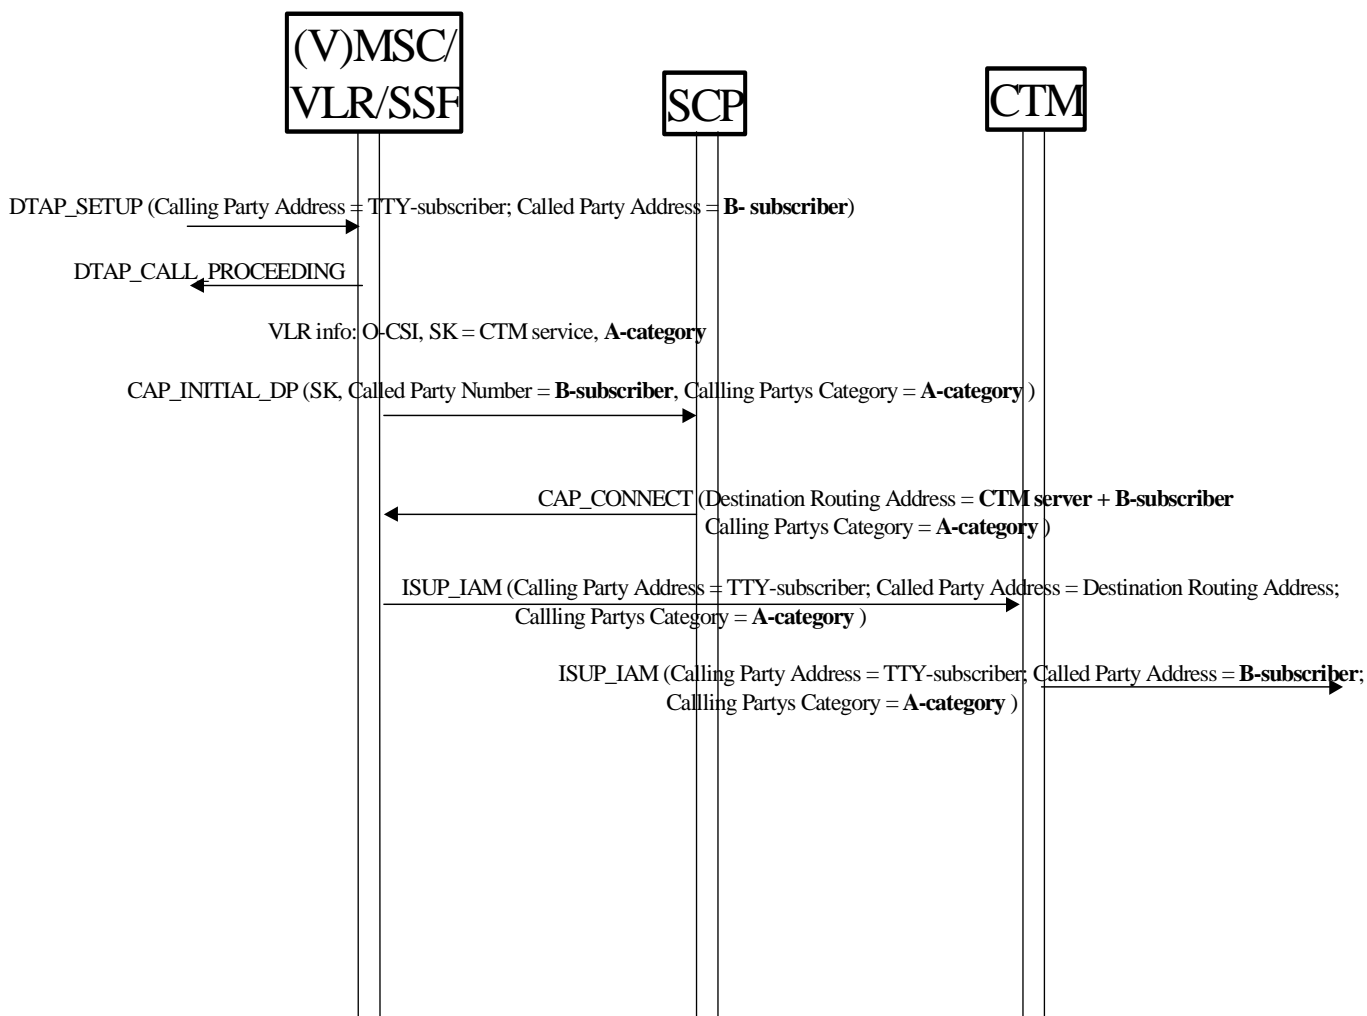 (V)MSC/
VLR/SSF
SCP
CTM
DTAP_SETUP (Calling Party Address = TTY-subscriber; Called Party Address = B- subscriber)
DTAP_CALL_PROCEEDING
VLR info: O-CSI, SK = CTM service, A-category
CAP_INITIAL_DP (SK, Called Party Number = B-subscriber, Callling Partys Category = A-category )
CAP_CONNECT (Destination Routing Address = CTM server + B-subscriber
Calling Partys Category = A-category )
ISUP_IAM (Calling Party Address = TTY-subscriber; Called Party Address = Destination Routing Address;
Callling Partys Category = A-category )
ISUP_IAM (Calling Party Address = TTY-subscriber; Called Party Address = B-subscriber;
Callling Partys Category = A-category )